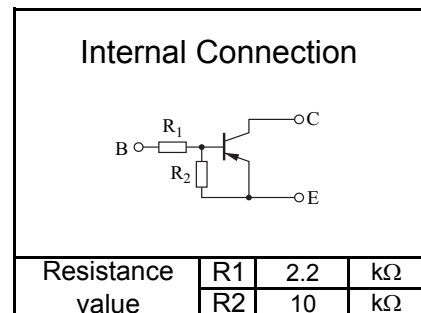 Internal Connection
C
R1
B
R2
E
Resistance value R1 2.2 kΩ
R2 10 kΩ